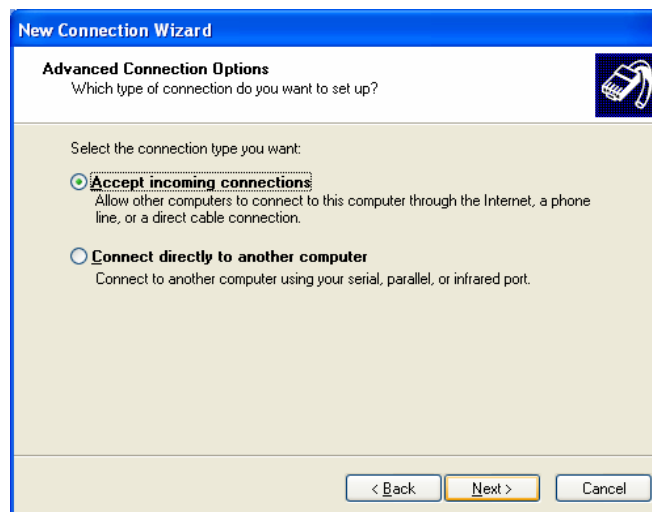 New Connection Wizard
Advanced Connection Options
Which type of connection do you want to set up?
Select the connection type you want:
Accept incoming connections
Allow other computers to connect to this computer through the Internet, a phone
line, or a direct cable connection.
Connect directly to another computer
Connect to another computer using your serial, parallel, or infrared port.
< Back Next > Cancel